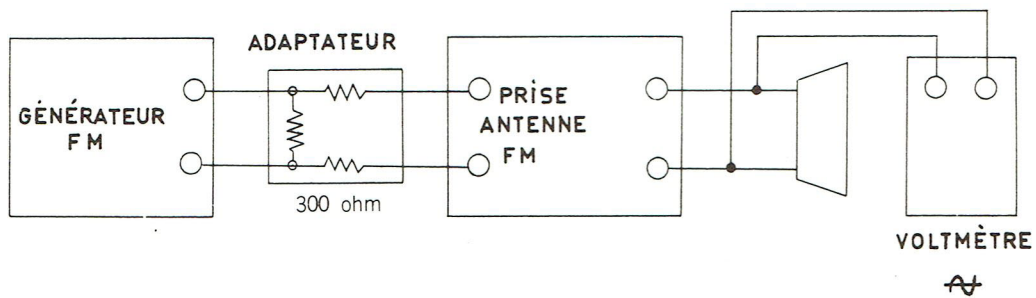 GÉNÉRATEUR
FM
ADAPTATEUR
300 ohm
PRISE
ANTENNE
FM
VOLTMÈTRE